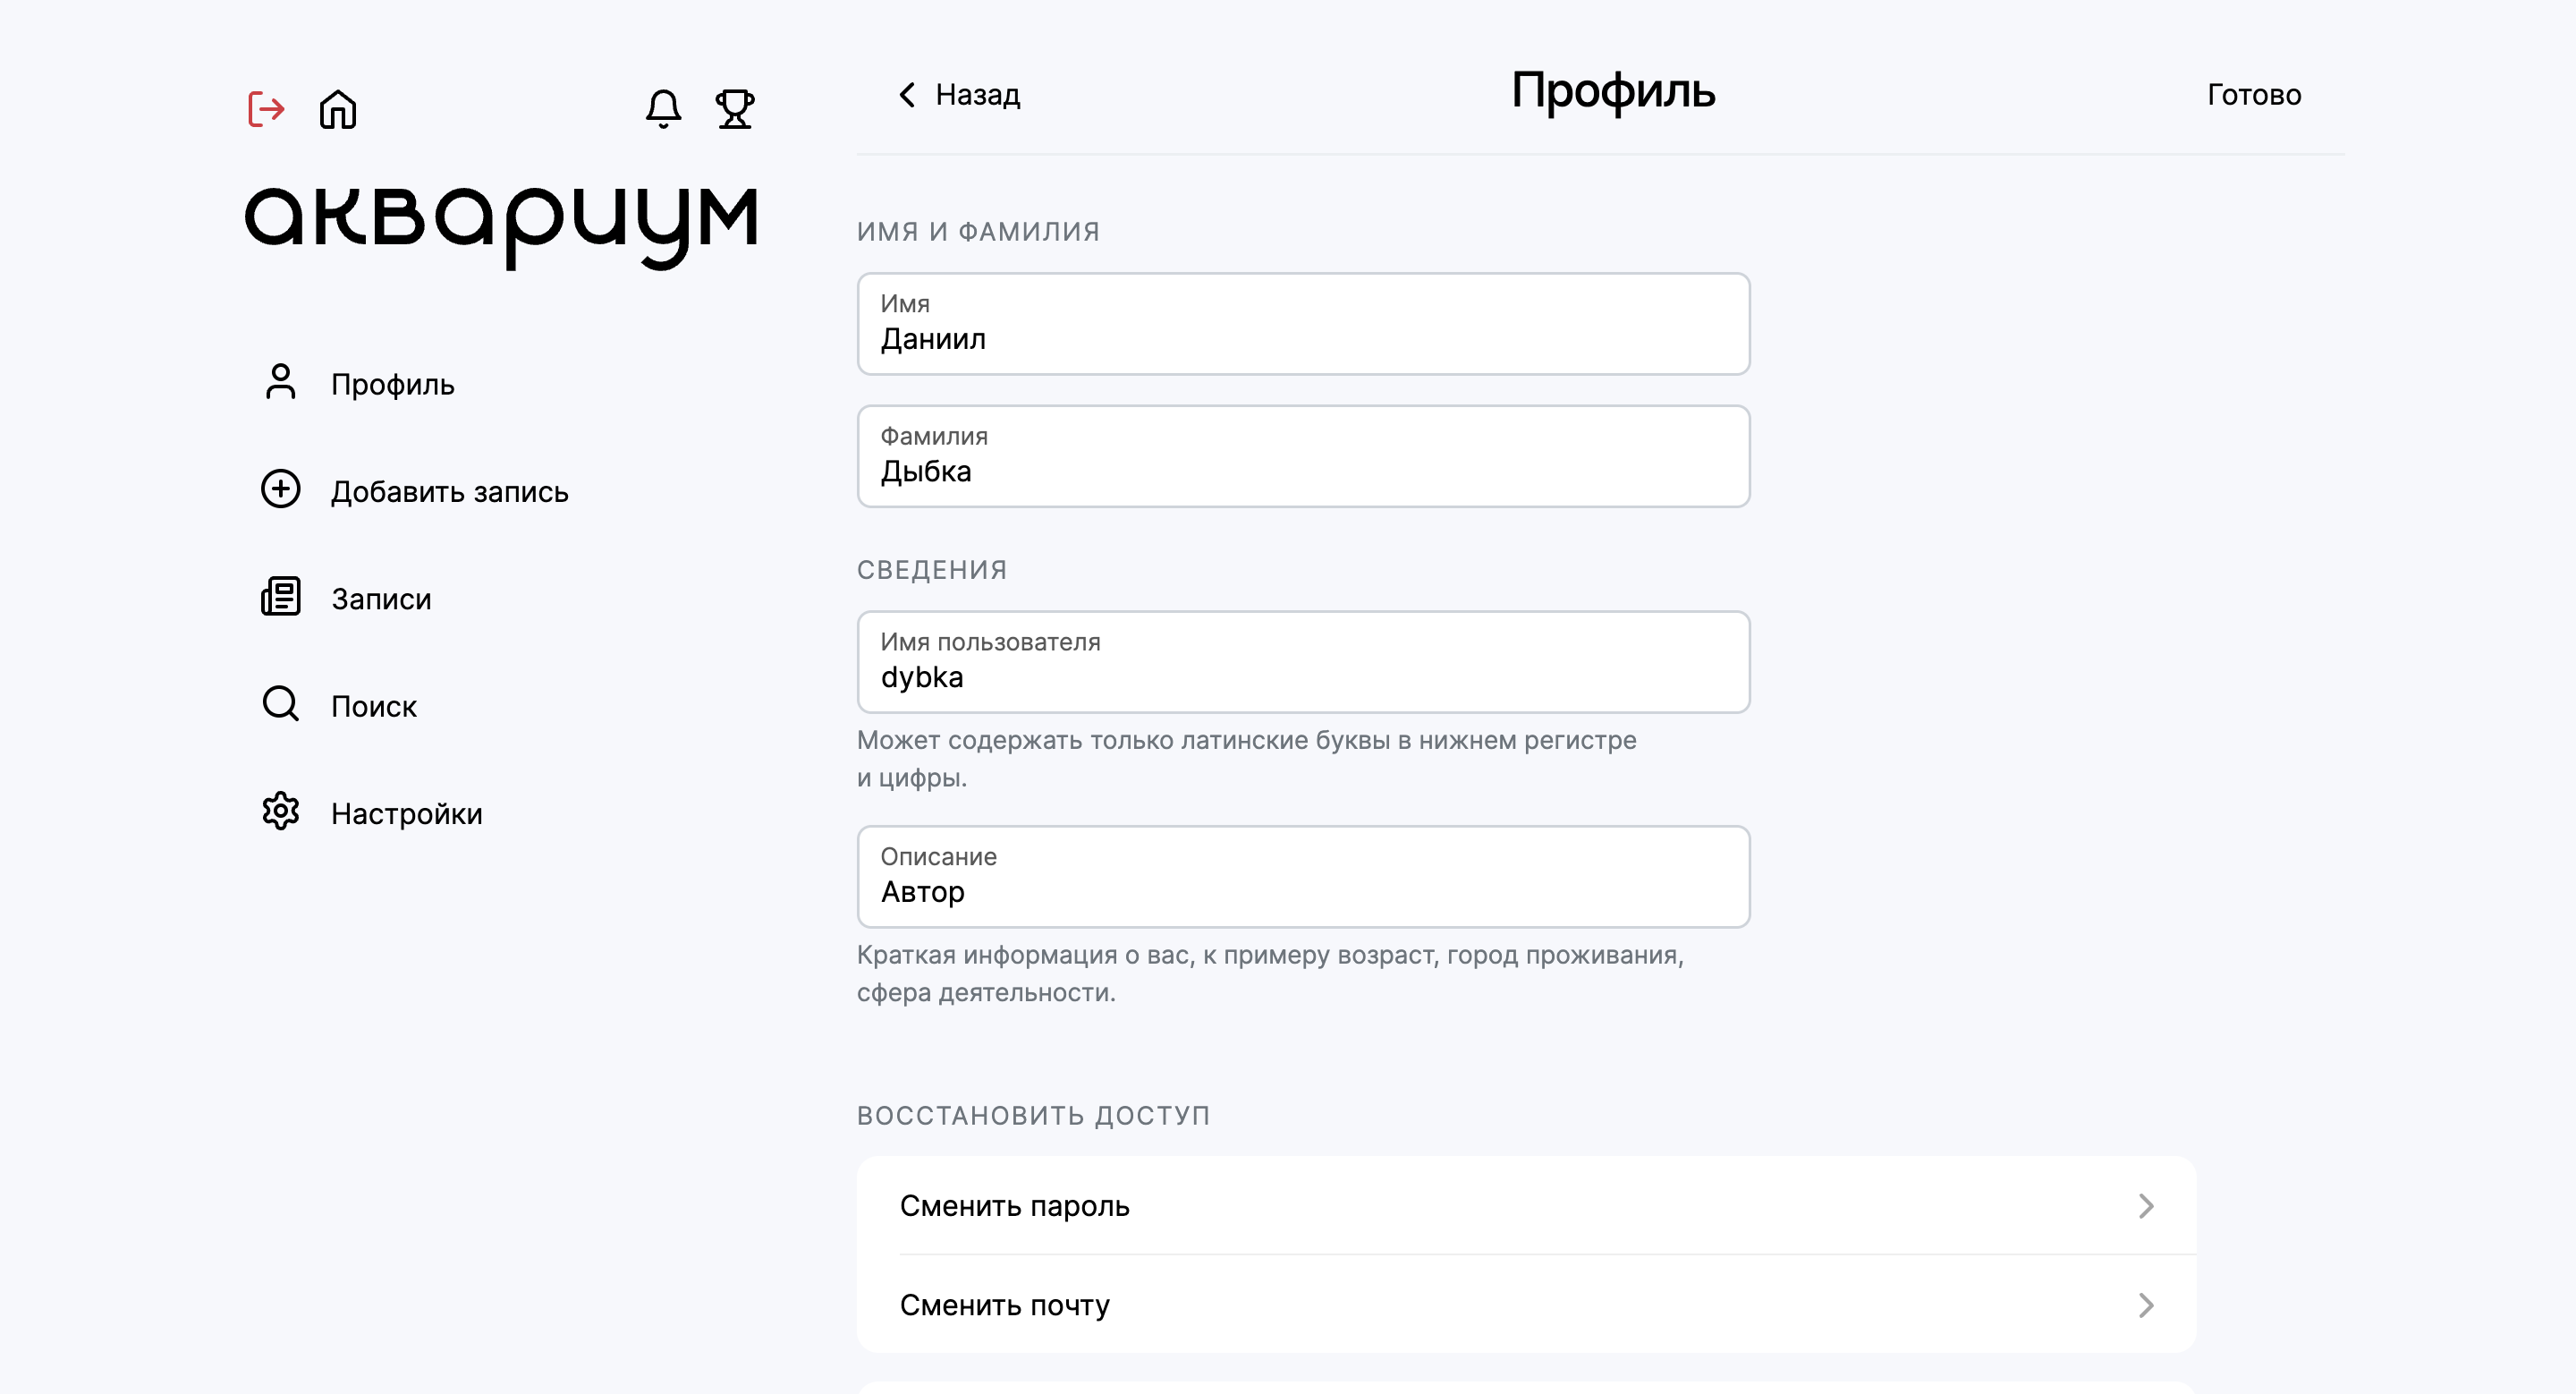 аквариум
Профиль
Добавить запись
Записи
Поиск
Настройки
Назад
Профиль
Готово
ИМЯ И ФАМИЛИЯ
Имя
Даниил
Фамилия
Дыбка
СВЕДЕНИЯ
Имя пользователя
dybka
Может содержать только латинские буквы в нижнем регистре
и цифры.
Описание
Автор
Краткая информация о вас, к примеру возраст, город проживания,
сфера деятельности.
ВОССТАНОВИТЬ ДОСТУП
Сменить пароль
Сменить почту